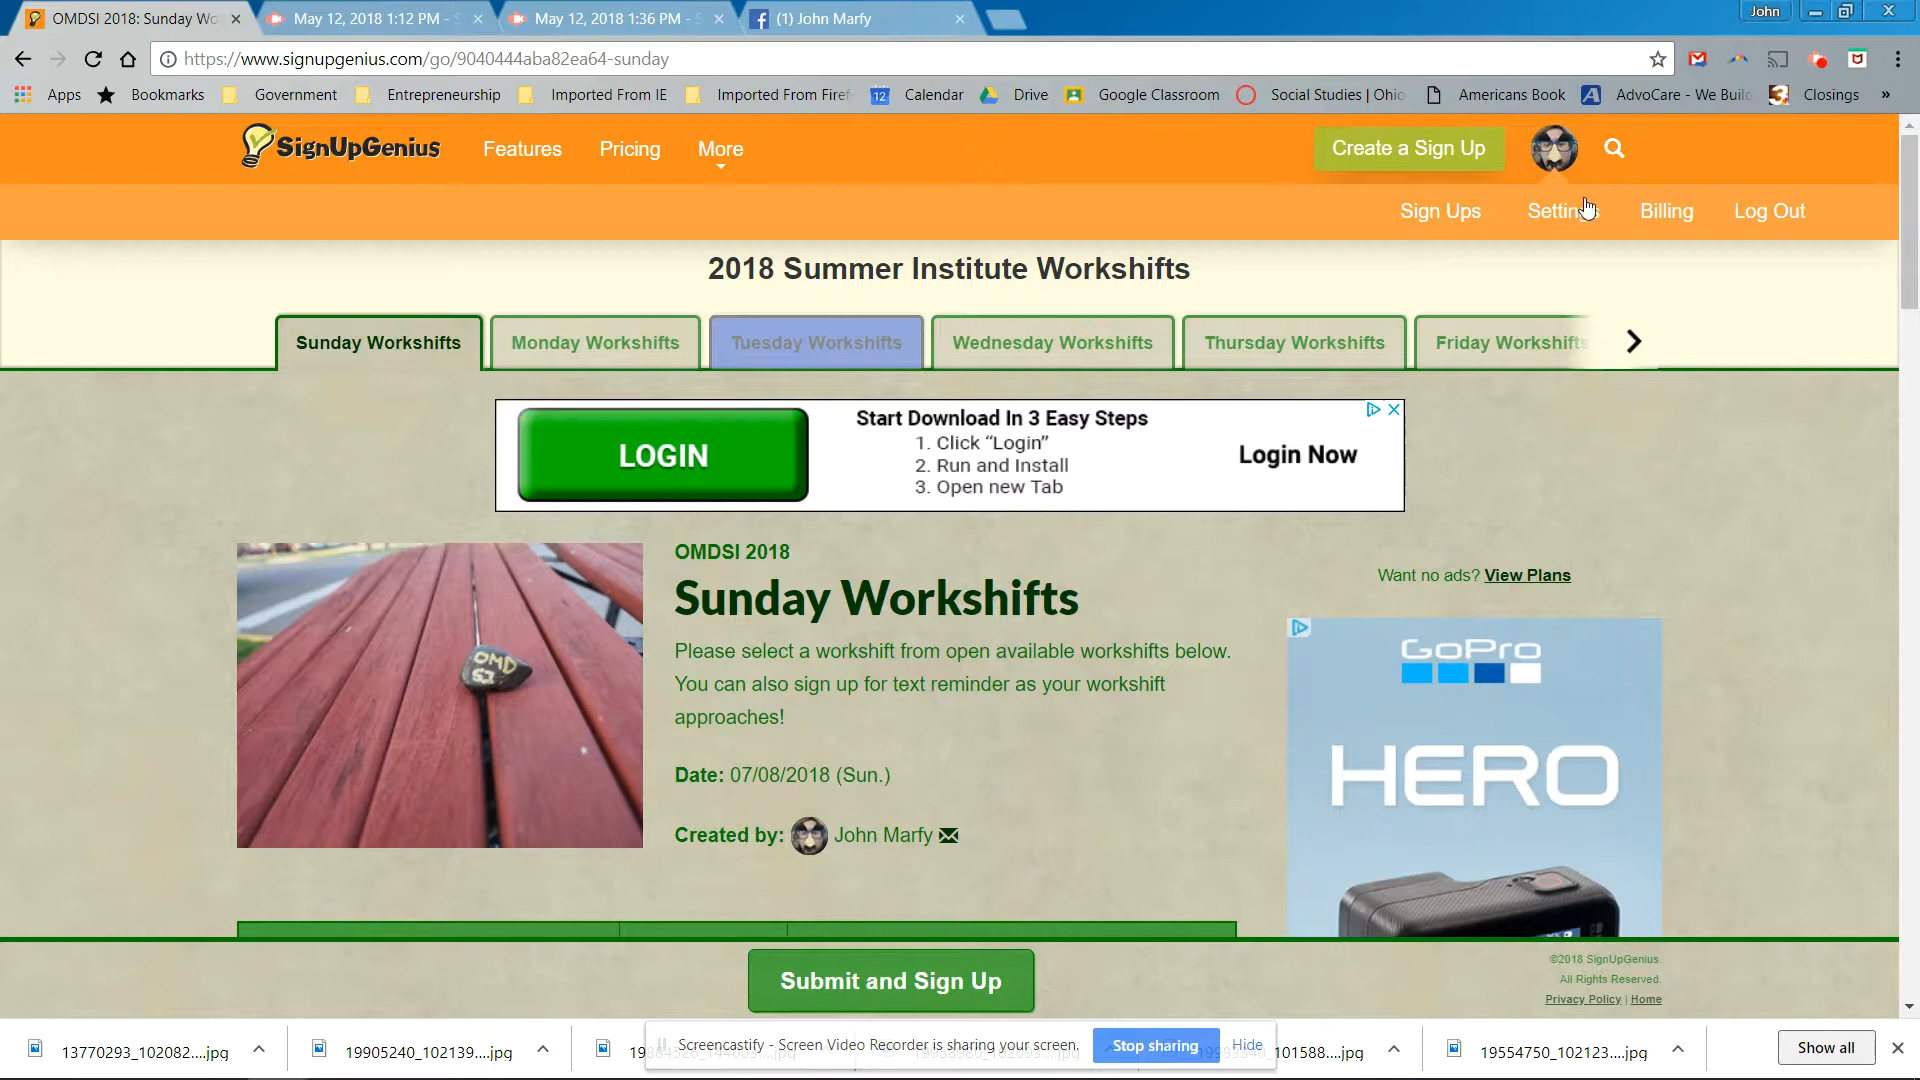 OMDSI 2018: Sunday Wo
May 12, 2018 1:12 PM -
May 12, 2018 1:36 PM -
(1) John Marfy
John
https://www.signupgenius.com/go/9040444aba82ea64-sunday
Apps
Bookmarks
Government
Entrepreneurship
Imported From IE
Imported From Firef
12
Calendar
Drive
Google Classroom
Social Studies | Ohio
Americans Book
AdvoCare - We Buil
Closings
»
SignUpGenius
Features
Pricing
More
Create a Sign Up
Sign Ups
Settings
Billing
Log Out
2018 Summer Institute Workshifts
Sunday Workshifts
Monday Workshifts
Tuesday Workshifts
Wednesday Workshifts
Thursday Workshifts
Friday Workshifts
LOGIN
Start Download In 3 Easy Steps
1. Click “Login”
2. Run and Install
3. Open new Tab
Login Now
OMD
SI
OMDSI 2018
Sunday Workshifts
Please select a workshift from open available workshifts below.
You can also sign up for text reminder as your workshift
approaches!
Date: 07/08/2018 (Sun.)
Created by: John Marfy
Want no ads? View Plans
GoPro
HERO
Submit and Sign Up
©2018 SignUpGenius.
All Rights Reserved.
Privacy Policy | Home
13770293_102082....jpg
19905240_102139....jpg
Screencastify - Screen Video Recorder is sharing your screen.
Stop sharing
Hide
101588....jpg
19554750_102123....jpg
Show all